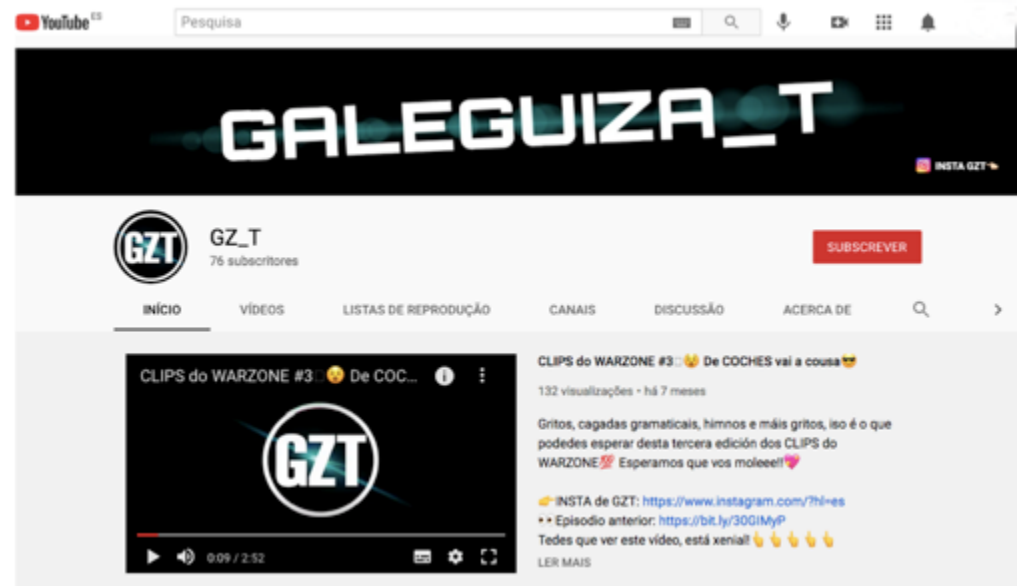 YouTube ES
Pesquisa
GALEGUIZA_T
INSTA GZT
GZT
GZ_T
76 subscritores
SUBSCREVER
INÍCIO VÍDEOS LISTAS DE REPRODUÇÃO CANAIS DISCUSSÃO ACERCA DE
CLIPS do WARZONE #3 😯 De COC...
GZT
0:09 / 2:52
CLIPS do WARZONE #3 😯 De COCHES vai a cousa😎
132 visualizações • há 7 meses
Gritos, cagadas gramaticais, himnos e máis gritos, iso é o que
podedes esperar desta tercera edición dos CLIPS do
WARZONE💯 Esperamos que vos moleee!!💖
👉INSTA de GZT: https://www.instagram.com/?hl=es
👀Episodio anterior: https://bit.ly/30GIMyP
Tedes que ver este vídeo, está xenial!👆👆👆👆👆
LER MAIS